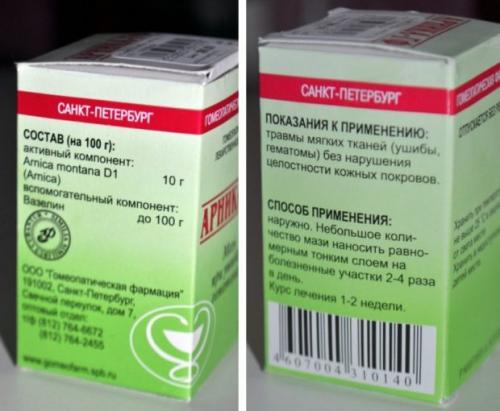 САНКТ-ПЕТЕРБУРГ
СОСТАВ (на 100 г):
активный компонент:
Arnica montana D1 10 г
(Arnica)
вспомогательный компонент:
Вазелин до 100 г
ООО "Гомеопатическая фармация"
191002, Санкт-Петербург,
Свечной переулок, дом 7,
оптовый отдел:
т/ф (812) 764-6672
(812) 764-2455
www.gomeofarm.spb.ru
САНКТ-ПЕТЕРБУРГ
ПОКАЗАНИЯ К ПРИМЕНЕНИЮ:
травмы мягких тканей (ушибы,
гематомы) без нарушения
целостности кожных покровов.
СПОСОБ ПРИМЕНЕНИЯ:
наружно. Небольшое коли-
чество мази наносить равно-
мерным тонким слоем на
болезненные участки 2-4 раза
в день.
Курс лечения 1-2 недели.
4607004310140